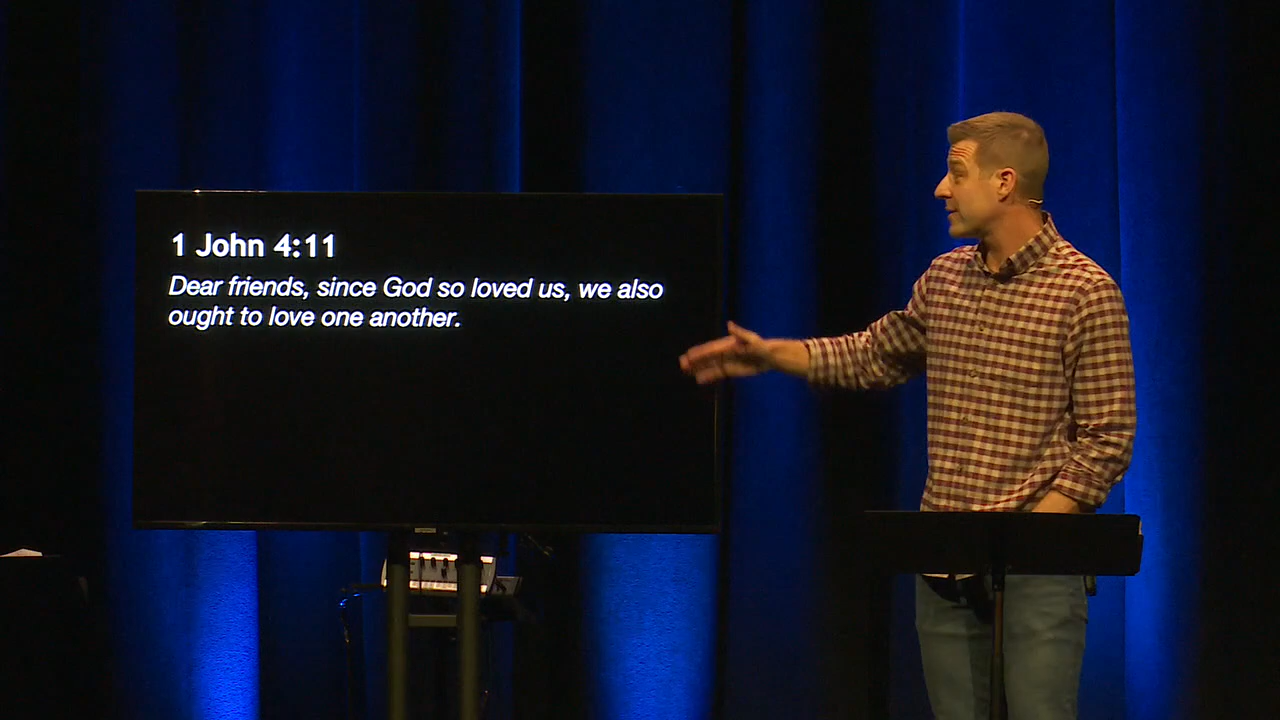 1 John 4:11
Dear friends, since God so loved us, we also
ought to love one another.